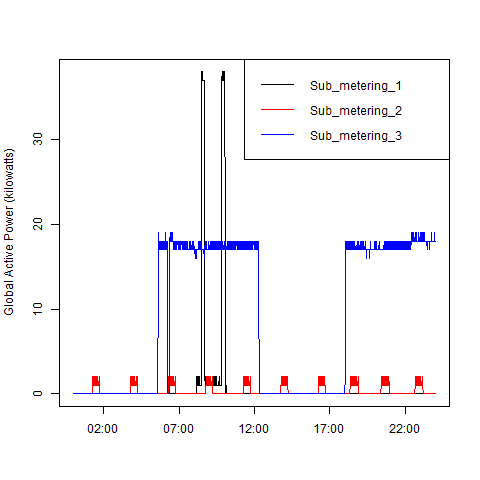 Sub_metering_1
Sub_metering_2
Sub_metering_3
Global Active Power (kilowatts)
30
20
10
0
02:00 07:00 12:00 17:00 22:00